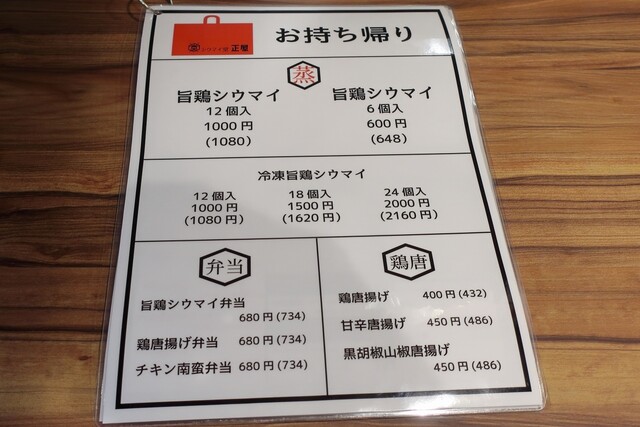 シウマイ場 正屋
お持ち帰り
蒸
旨鶏シウマイ
12個入
1000円
(1080)
旨鶏シウマイ
6個入
600円
(648)
冷凍旨鶏シウマイ
12個入
1000円
(1080円)
18個入
1500円
(1620円)
24個入
2000円
(2160円)
弁当
旨鶏シウマイ弁当
680円(734)
鶏唐揚げ弁当 680円(734)
チキン南蛮弁当 680円(734)
鶏唐
鶏唐揚げ 400円(432)
甘辛唐揚げ 450円(486)
黒胡椒山椒唐揚げ
450円(486)